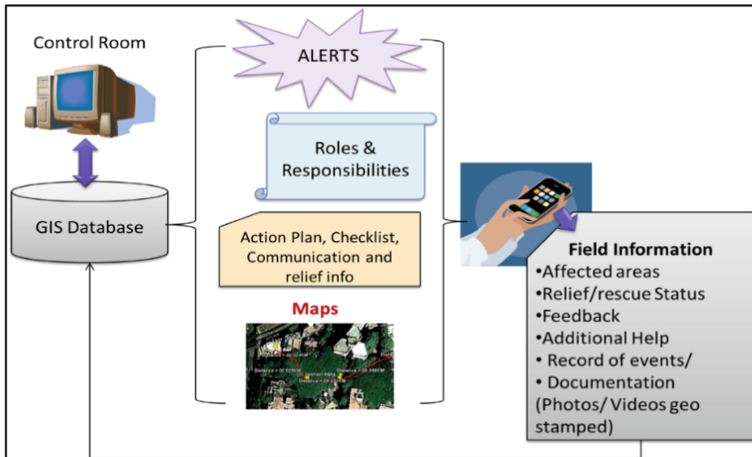 Control Room
GIS Database
ALERTS
Roles &
Responsibilities
Action Plan, Checklist,
Communication and
relief info
Maps
Field Information
•Affected areas
•Relief/rescue Status
•Feedback
•Additional Help
• Record of events/
• Documentation
(Photos/ Videos geo
stamped)